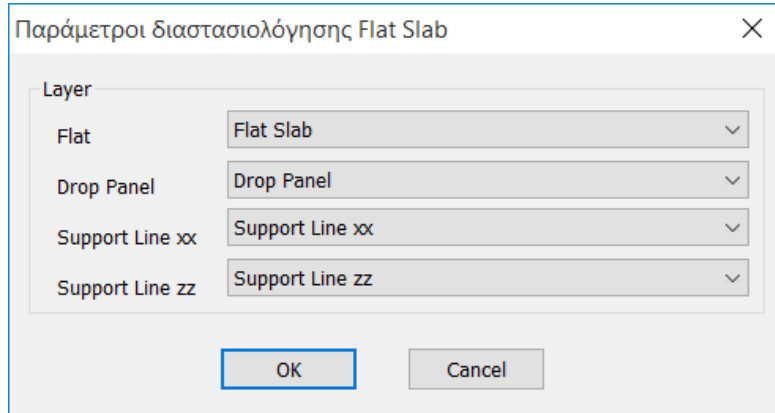 Παράμετροι διαστασιολόγησης Flat Slab
Layer
Flat Flat Slab
Drop Panel Drop Panel
Support Line xx Support Line xx
Support Line zz Support Line zz
OK Cancel